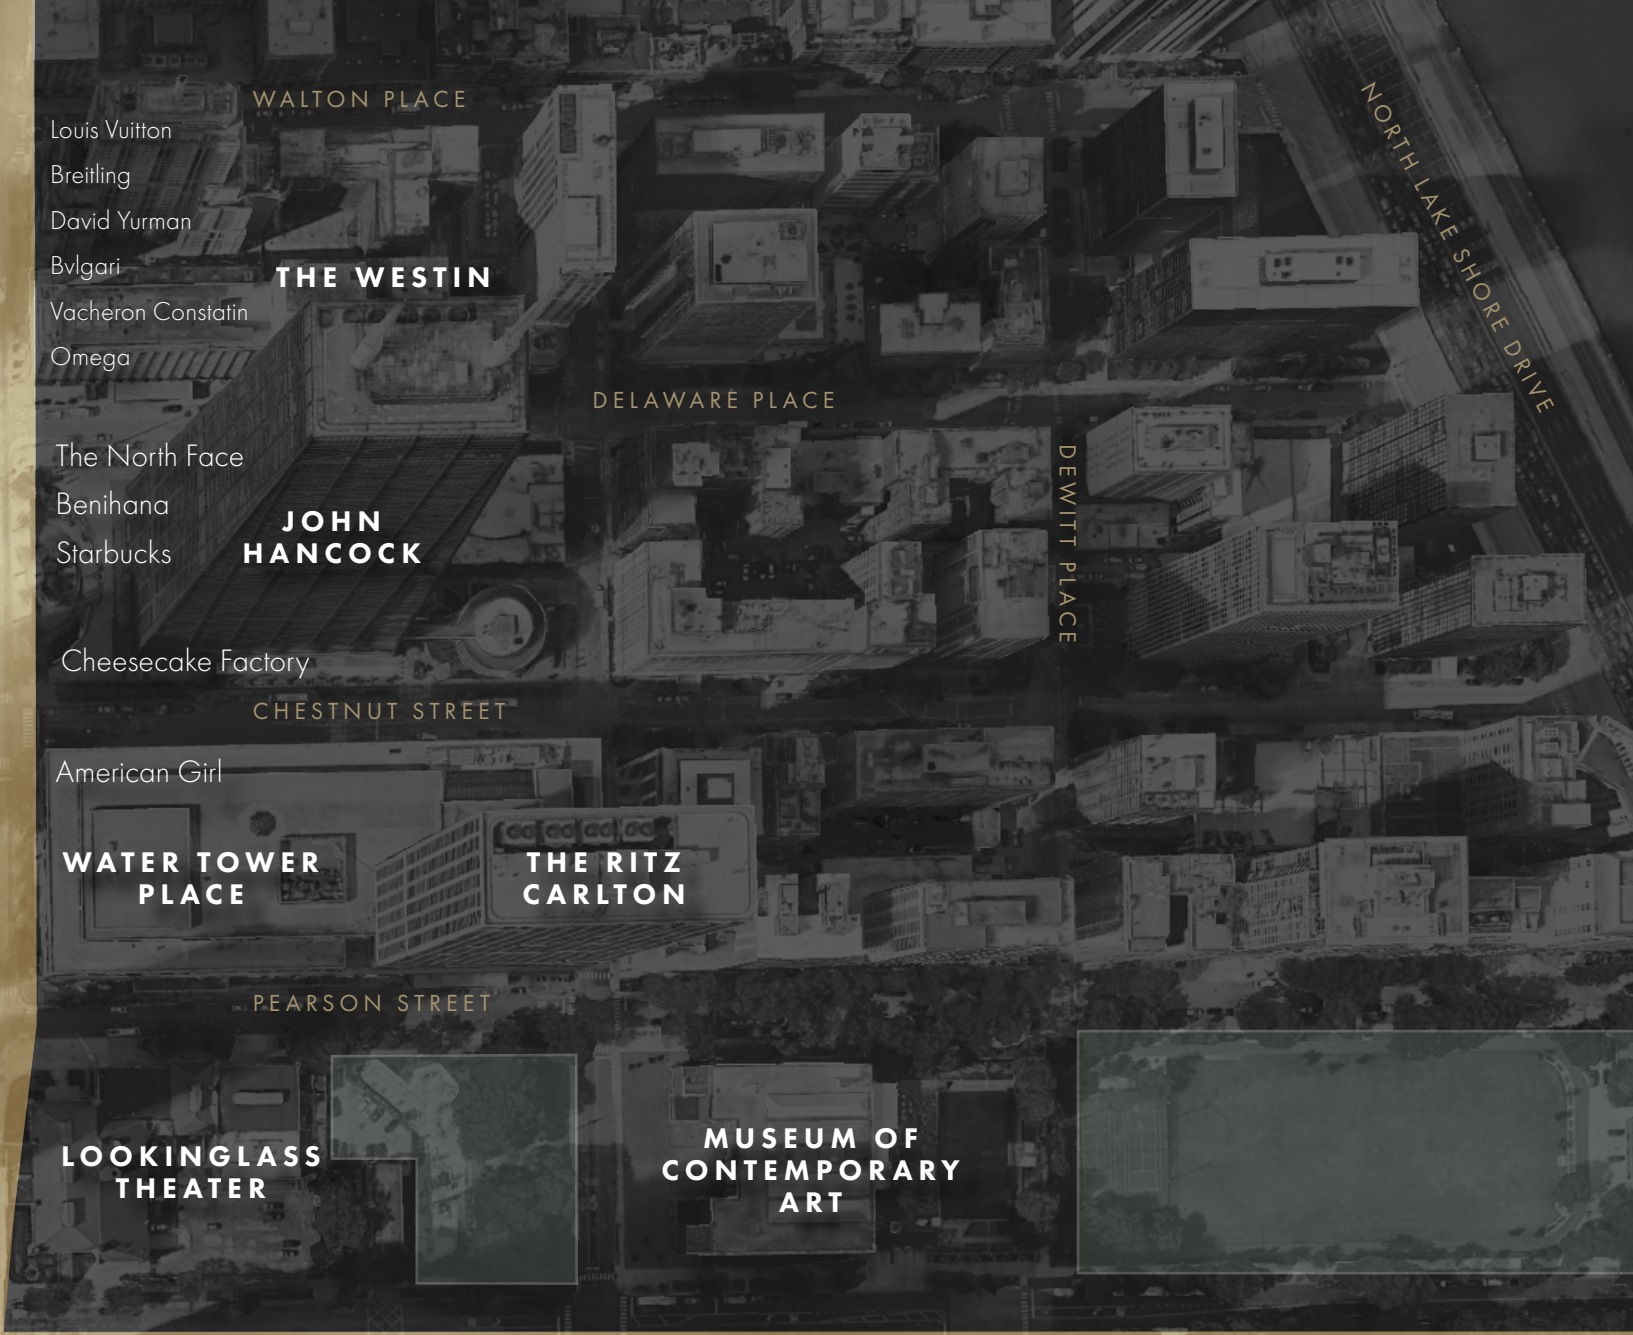 WALTON PLACE
Louis Vuitton
Breitling
David Yurman
Bvlgari
THE WESTIN
Vacheron Constatin
Omega
NORTH LAKE SHORE DRIVE
DELAWARE PLACE
The North Face
Benihana
Starbucks
JOHN
HANCOCK
DEWITT PLACE
Cheesecake Factory
CHESTNUT STREET
American Girl
WATER TOWER
PLACE
THE RITZ
CARLTON
PEARSON STREET
LOOKINGLASS
THEATER
MUSEUM OF
CONTEMPORARY
ART